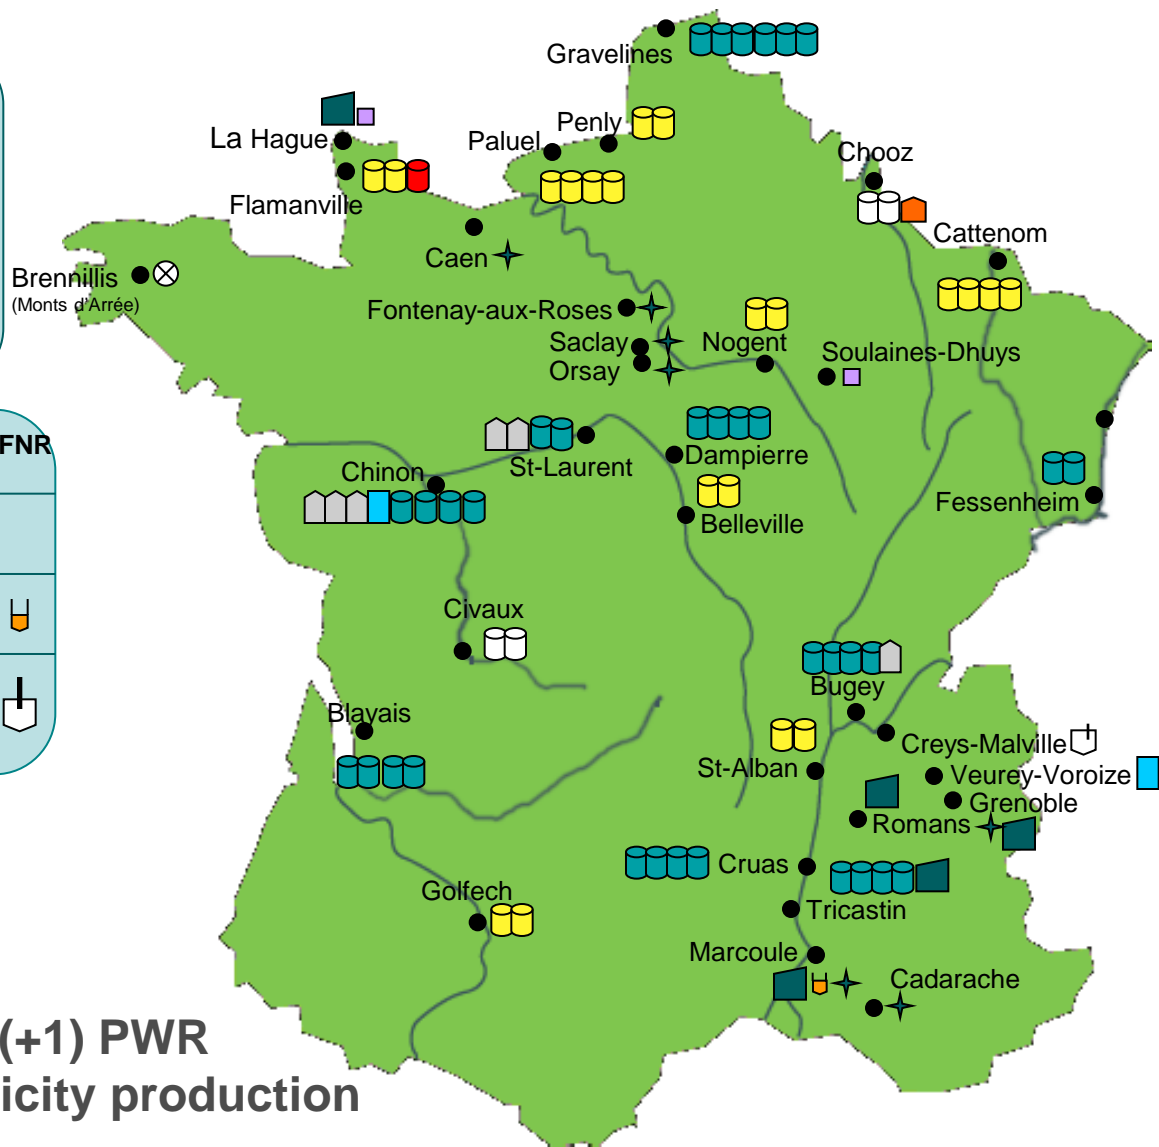 Gravelines
Penly
Paluel
La Hague
Chooz
Flamanville
Cattenom
Caen
Brennillis
(Monts d'Arrée)
Fontenay-aux-Roses
Saclay
Nogent
Soulaines-Dhuys
Orsay
FNR
St-Laurent
Dampierre
Chinon
Fessenheim
Belleville
Civaux
Bugey
Blayais
Creys-Malville
St-Alban
Veurey-Voroize
Grenoble
Romans
Cruas
Golfech
Tricastin
Marcoule
Cadarache
(+1) PWR
icity production